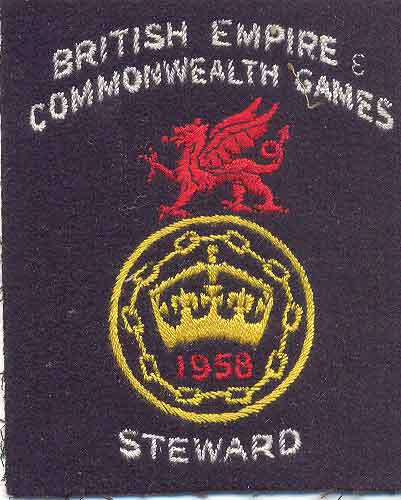 BRITISH EMPIRE &
COMMONWEALTH GAMES
1958
STEWARD